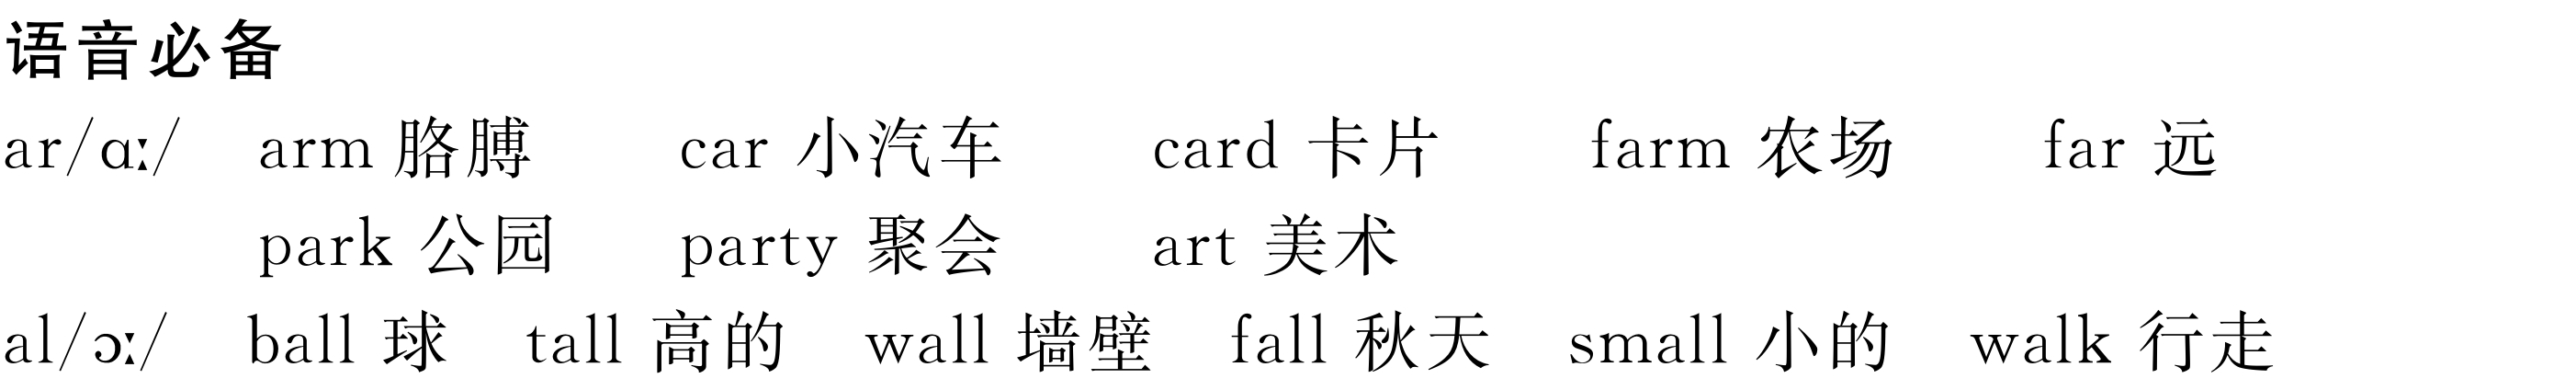 语音必备
ar/ɑː/ arm 胳膊 car 小汽车 card 卡片 farm 农场 far 远
park 公园 party 聚会 art 美术
al/ɔː/ ball 球 tall 高的 wall 墙壁 fall 秋天 small 小的 walk 行走